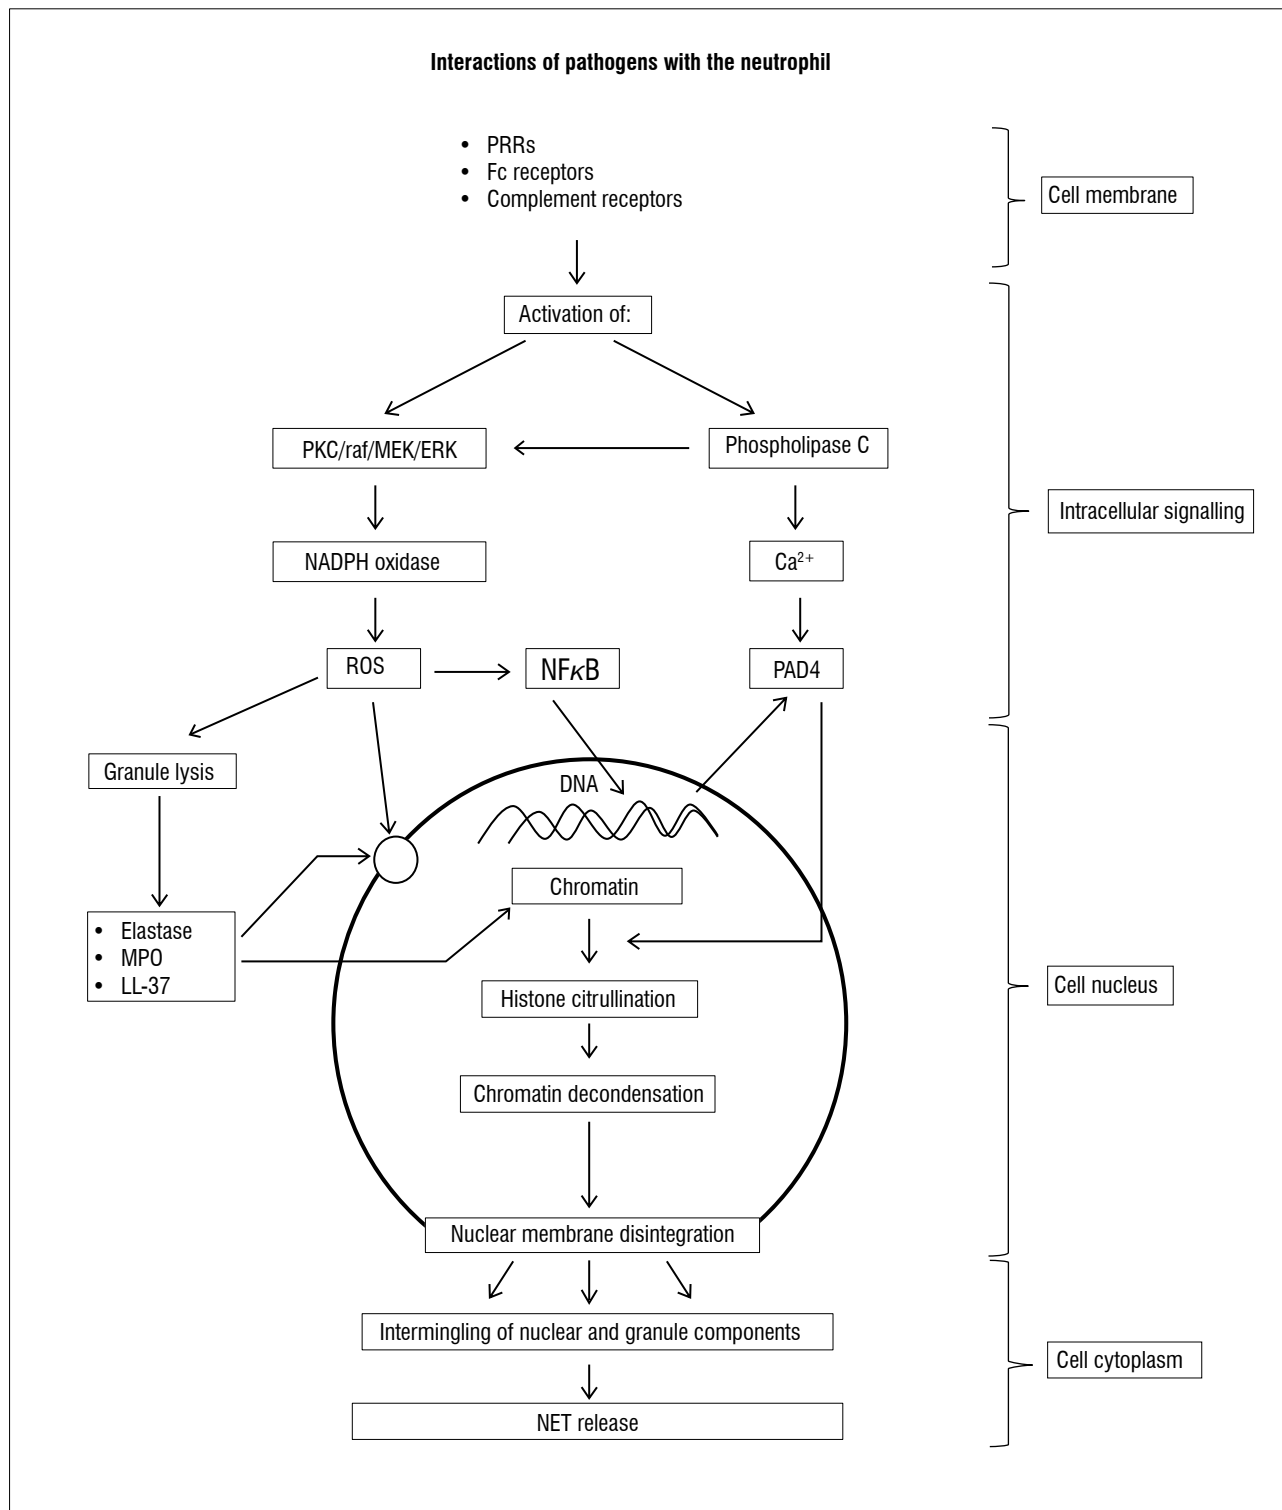 Interactions of pathogens with the neutrophil
• PRRs
• Fc receptors
• Complement receptors
Cell membrane
Activation of:
PKC/raf/MEK/ERK
Phospholipase C
Intracellular signalling
NADPH oxidase
Ca²⁺
ROS
NFκB
PAD4
Granule lysis
DNA
Chromatin
• Elastase
• MPO
• LL-37
Cell nucleus
Histone citrullination
Chromatin decondensation
Nuclear membrane disintegration
Intermingling of nuclear and granule components
Cell cytoplasm
NET release